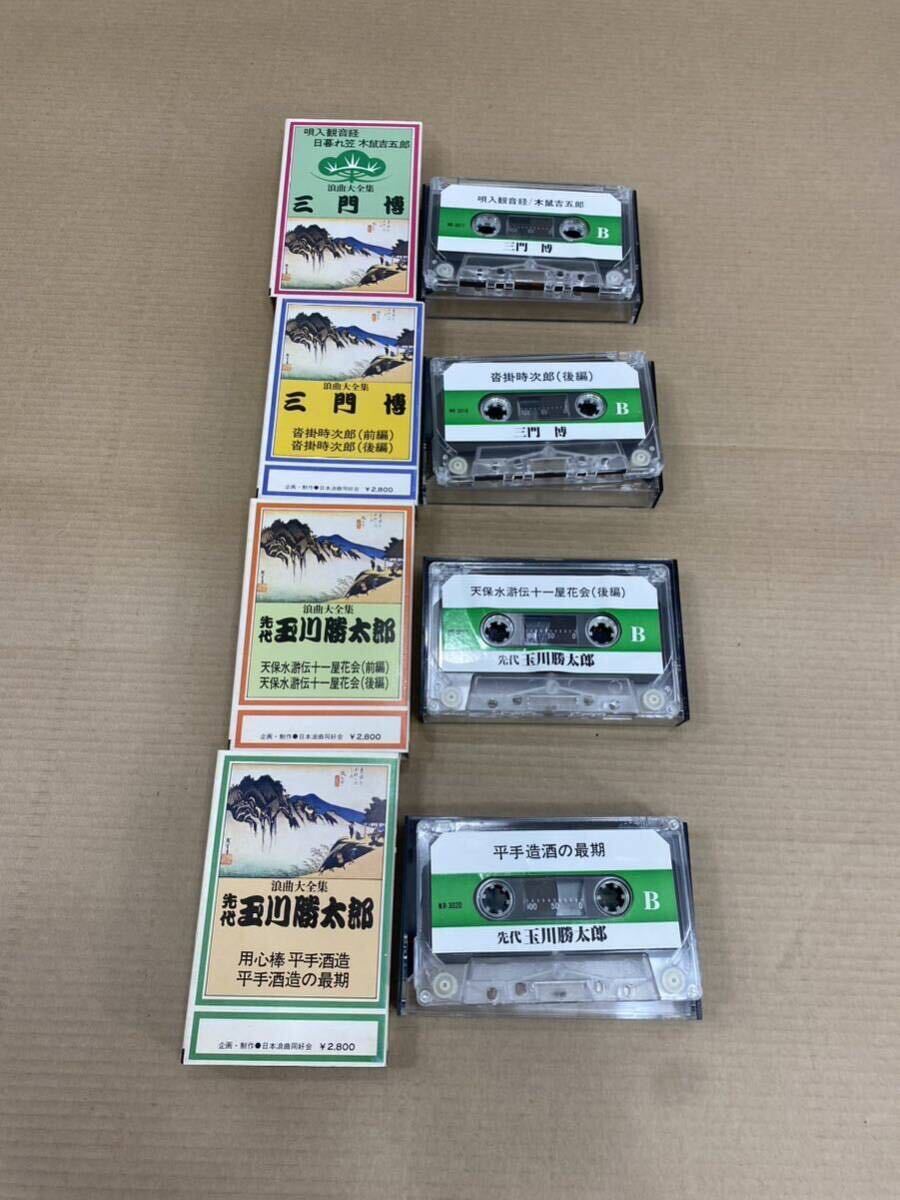 唄入観音経
日暮れ笠 木鼠吉五郎
浪曲大全集
三門博
唄入観音経/木鼠吉五郎
B
三門 博
浪曲大全集
三門博
沓掛時次郎(前編)
沓掛時次郎(後編)
企画・制作●日本浪曲同好会 ¥2,800
沓掛時次郎(後編)
B
三門 博
浪曲大全集
先代 玉川勝太郎
天保水滸伝十一屋花会(前編)
天保水滸伝十一屋花会(後編)
企画・制作●日本浪曲同好会 ¥2,800
天保水滸伝十一屋花会(後編)
50 0
B
先代 玉川勝太郎
浪曲大全集
先代 玉川勝太郎
用心棒 平手酒造
平手酒造の最期
企画・制作●日本浪曲同好会 ¥2,800
平手造酒の最期
NR-3020
100 50 0
B
先代 玉川勝太郎